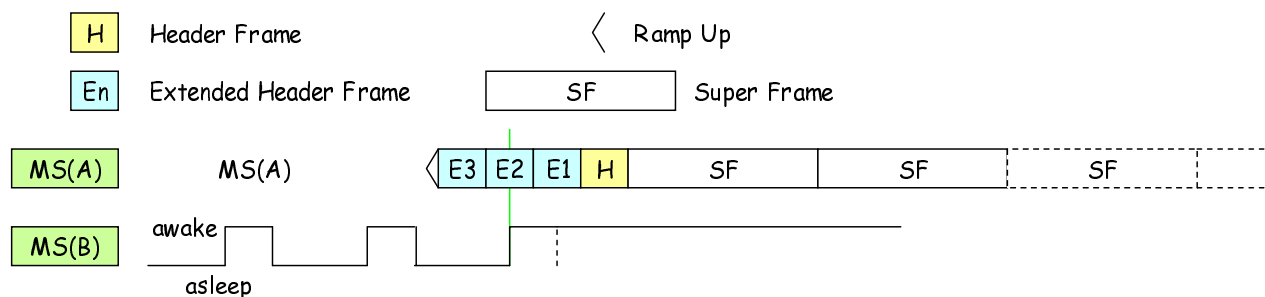 H Header Frame Ramp Up
En Extended Header Frame SF Super Frame
MS(A) MS(A) E3 E2 E1 H SF SF SF
awake
MS(B)
asleep